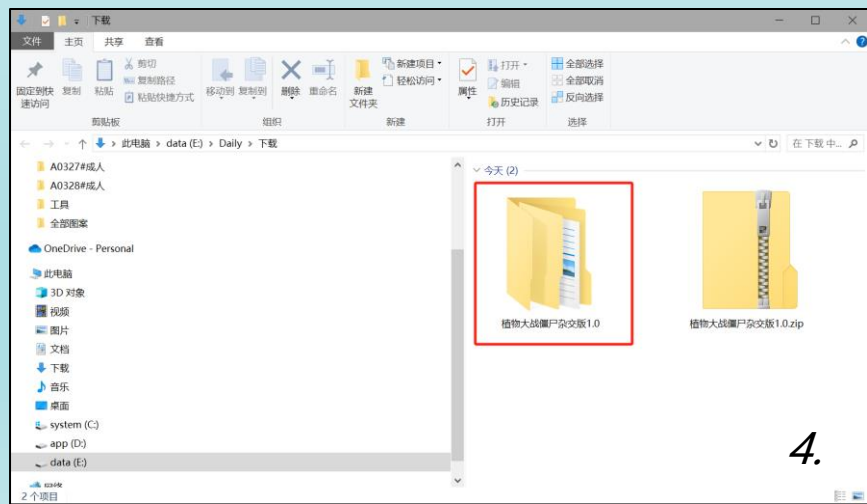 下载
文件 主页 共享 查看
固定到快速访问 复制 粘贴 剪切 复制路径 粘贴快捷方式
移动到 复制到 删除 重命名
新建文件夹 新建项目 轻松访问
属性 打开 编辑 历史记录
全部选择 全部取消 反向选择
剪贴板 组织 新建 打开 选择
此电脑 > data (E:) > Daily > 下载
在 下载 中...
A0327#成人
A0328#成人
工具
全部图案
OneDrive - Personal
此电脑
3D 对象
视频
图片
文档
下载
音乐
桌面
system (C:)
app (D:)
data (E:)
今天 (2)
植物大战僵尸杂交版1.0
植物大战僵尸杂交版1.0.zip
4.
2 个项目